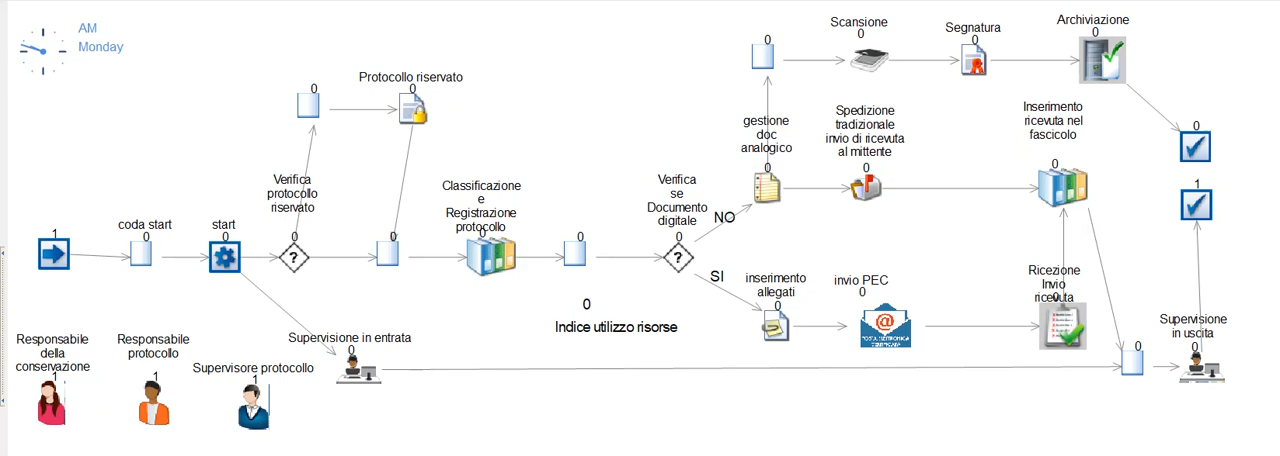 AM
Monday
Scansione
0
Segnatura
0
Archiviazione
0
0
Protocollo riservato
0
0
Inserimento
ricevuta nel
fascicolo
0
Spedizione
tradizionale
invio di ricevuta
al mittente
0
gestione
doc
analogico
0
0
1
Verifica
protocollo
riservato
0
Classificazione
e
Registrazione
protocollo
0
Verifica
se
Documento
digitale
0
NO
SI
1
coda start
0
start
0
0
0
inserimento
allegati
0
invio PEC
0
Ricezione
Invio
ricevuta
0
0
Indice utilizzo risorse
Supervisione
in uscita
0
0
Responsabile
della
conservazione
1
Responsabile
protocollo
1
Supervisore protocollo
1
Supervisione in entrata
0
@